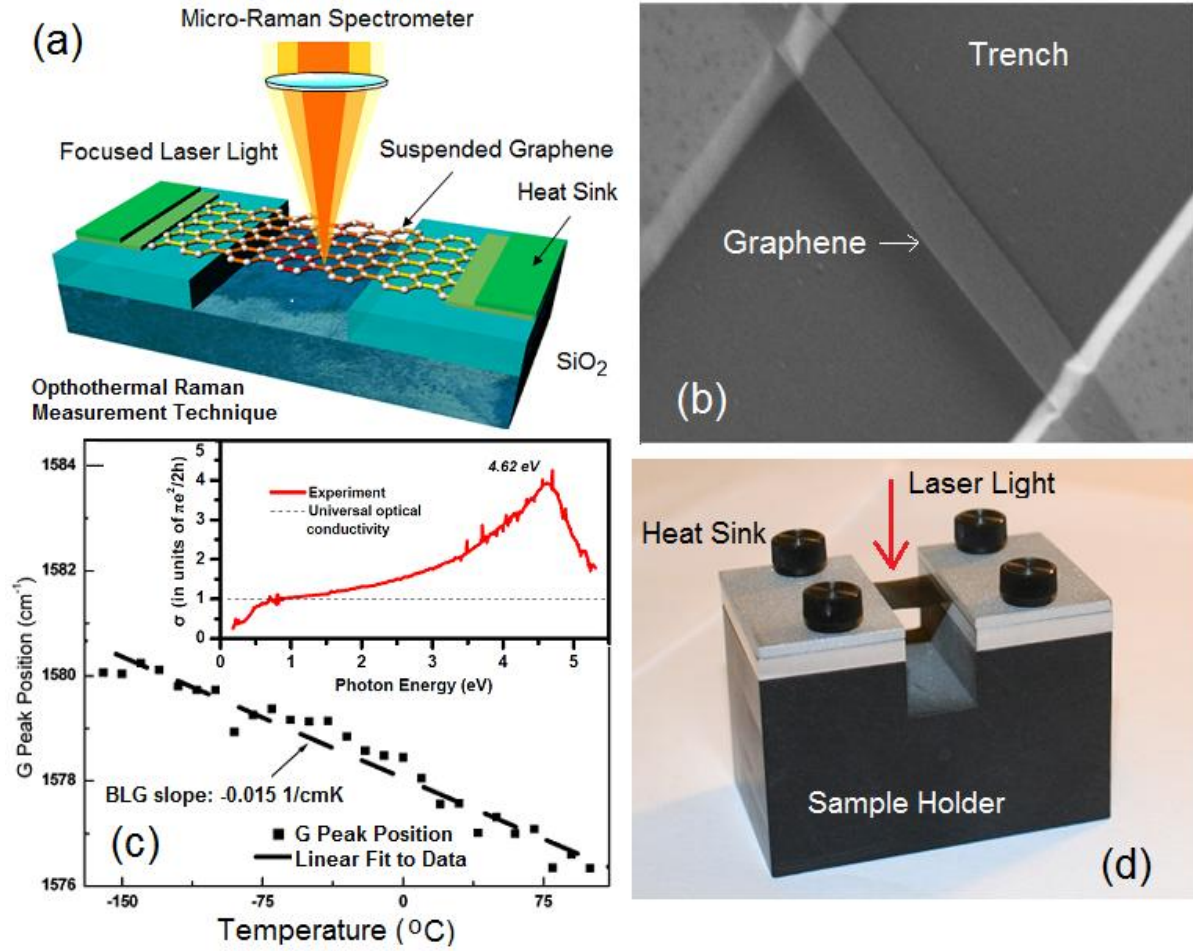 (a)
Micro-Raman Spectrometer
Focused Laser Light
Suspended Graphene
Heat Sink
SiO2
Opthothermal Raman
Measurement Technique
(b)
Trench
Graphene
(c)
G Peak Position (cm-1)
1584
1582
1580
1578
1576
-150
-75
0
75
Temperature (OC)
BLG slope: -0.015 1/cmK
G Peak Position
Linear Fit to Data
σ (in units of πe2/2h)
5
4
3
2
1
0
0
1
2
3
4
5
Photon Energy (eV)
4.62 eV
Experiment
Universal optical
conductivity
(d)
Laser Light
Heat Sink
Sample Holder